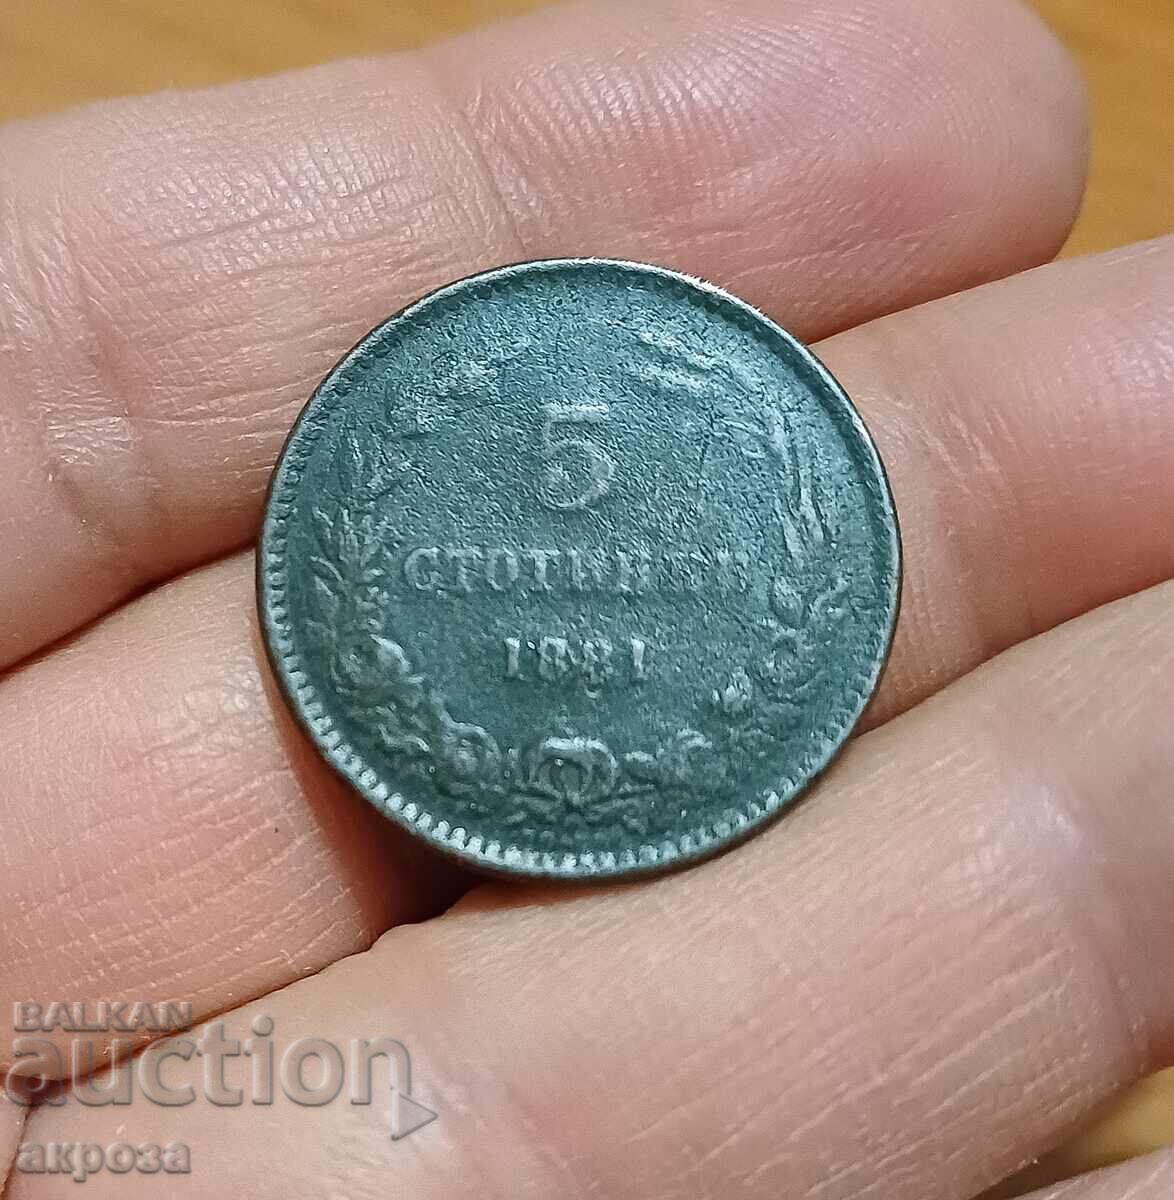 5
СТОТИНКИ
1881
BALKAN
auction
акроза